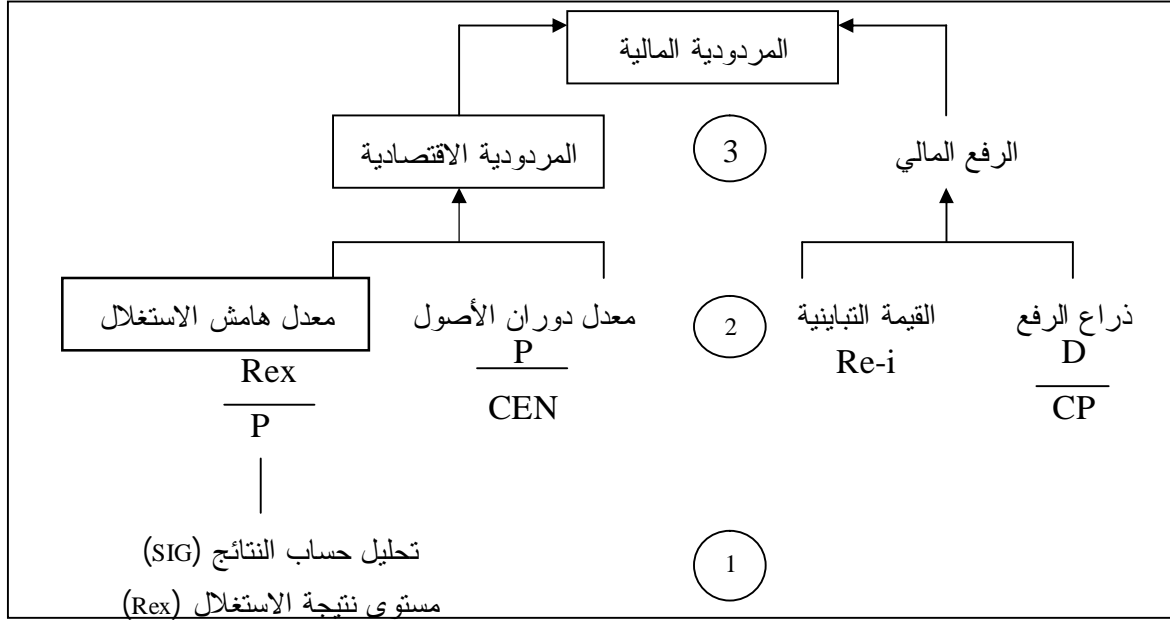 المردودية المالية
المردودية الاقتصادية
3
الرفع المالي
معدل هامش الاستغلال
Rex
P
معدل دوران الأصول
P
CEN
2
القيمة التباينية
Re-i
ذراع الرفع
D
CP
تحليل حساب النتائج (SIG)
مستوى نتيجة الاستغلال (Rex)
1